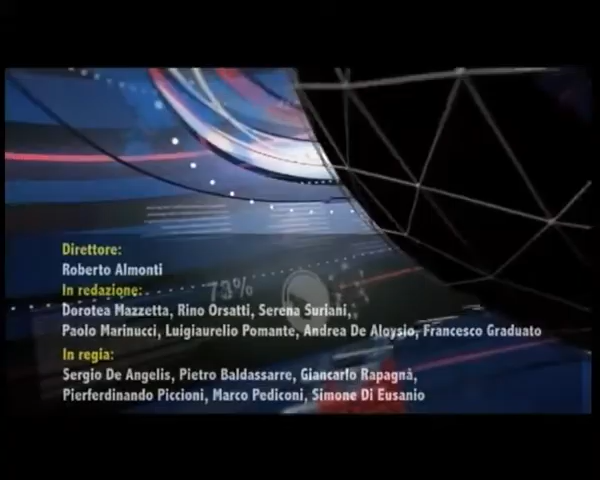 Direttore:
Roberto Almonti
73%
In redazione:
Dorotea Mazzetta, Rino Orsatti, Serena Suriani,
Paolo Marinucci, Luigiaurelio Pomante, Andrea De Aloysio, Francesco Graduato
In regia:
Sergio De Angelis, Pietro Baldassarre, Giancarlo Rapagnà,
Pierferdinando Piccioni, Marco Pediconi, Simone Di Eusanio